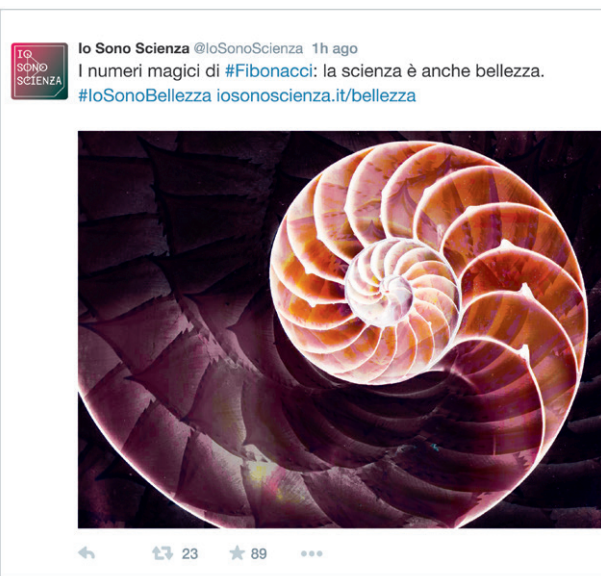 IO
SONO
SCIENZA
Io Sono Scienza @IoSonoScienza 1h ago
I numeri magici di #Fibonacci: la scienza è anche bellezza.
#IoSonoBellezza iosonoscienza.it/bellezza
23 89